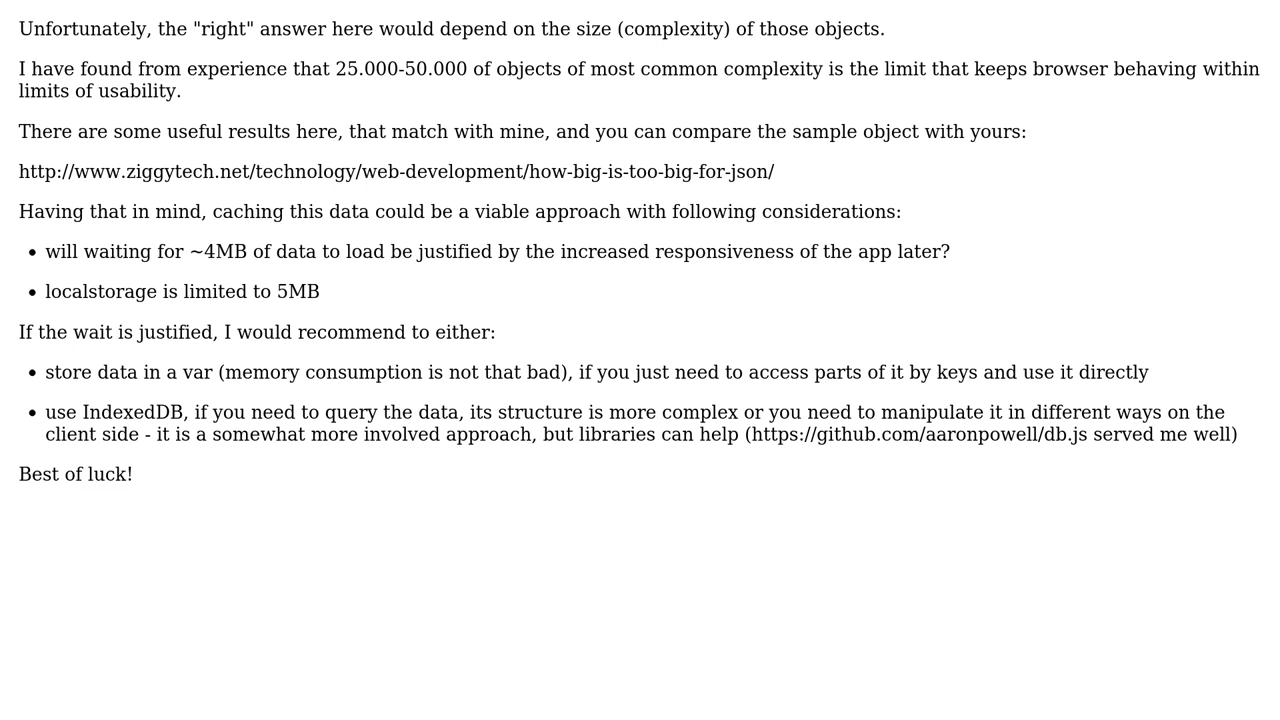 Unfortunately, the "right" answer here would depend on the size (complexity) of those objects.
I have found from experience that 25.000-50.000 of objects of most common complexity is the limit that keeps browser behaving within
limits of usability.
There are some useful results here, that match with mine, and you can compare the sample object with yours:
http://www.ziggytech.net/technology/web-development/how-big-is-too-big-for-json/
Having that in mind, caching this data could be a viable approach with following considerations:
• will waiting for ~4MB of data to load be justified by the increased responsiveness of the app later?
• localstorage is limited to 5MB
If the wait is justified, I would recommend to either:
• store data in a var (memory consumption is not that bad), if you just need to access parts of it by keys and use it directly
• use IndexedDB, if you need to query the data, its structure is more complex or you need to manipulate it in different ways on the
client side - it is a somewhat more involved approach, but libraries can help (https://github.com/aaronpowell/db.js served me well)
Best of luck!